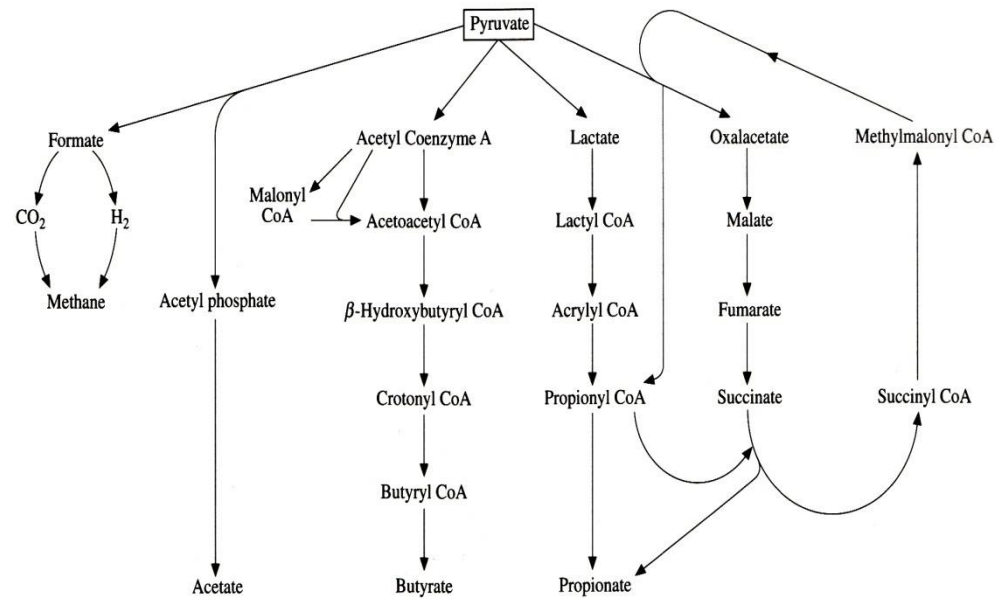 Pyruvate
Formate
Acetyl Coenzyme A
Lactate
Oxalacetate
Methylmalonyl CoA
Malonyl
CoA
CO2
H2
Acetoacetyl CoA
Lactyl CoA
Malate
Methane
Acetyl phosphate
β-Hydroxybutyryl CoA
Acrylyl CoA
Fumarate
Crotonyl CoA
Propionyl CoA
Succinate
Succinyl CoA
Butyryl CoA
Acetate
Butyrate
Propionate